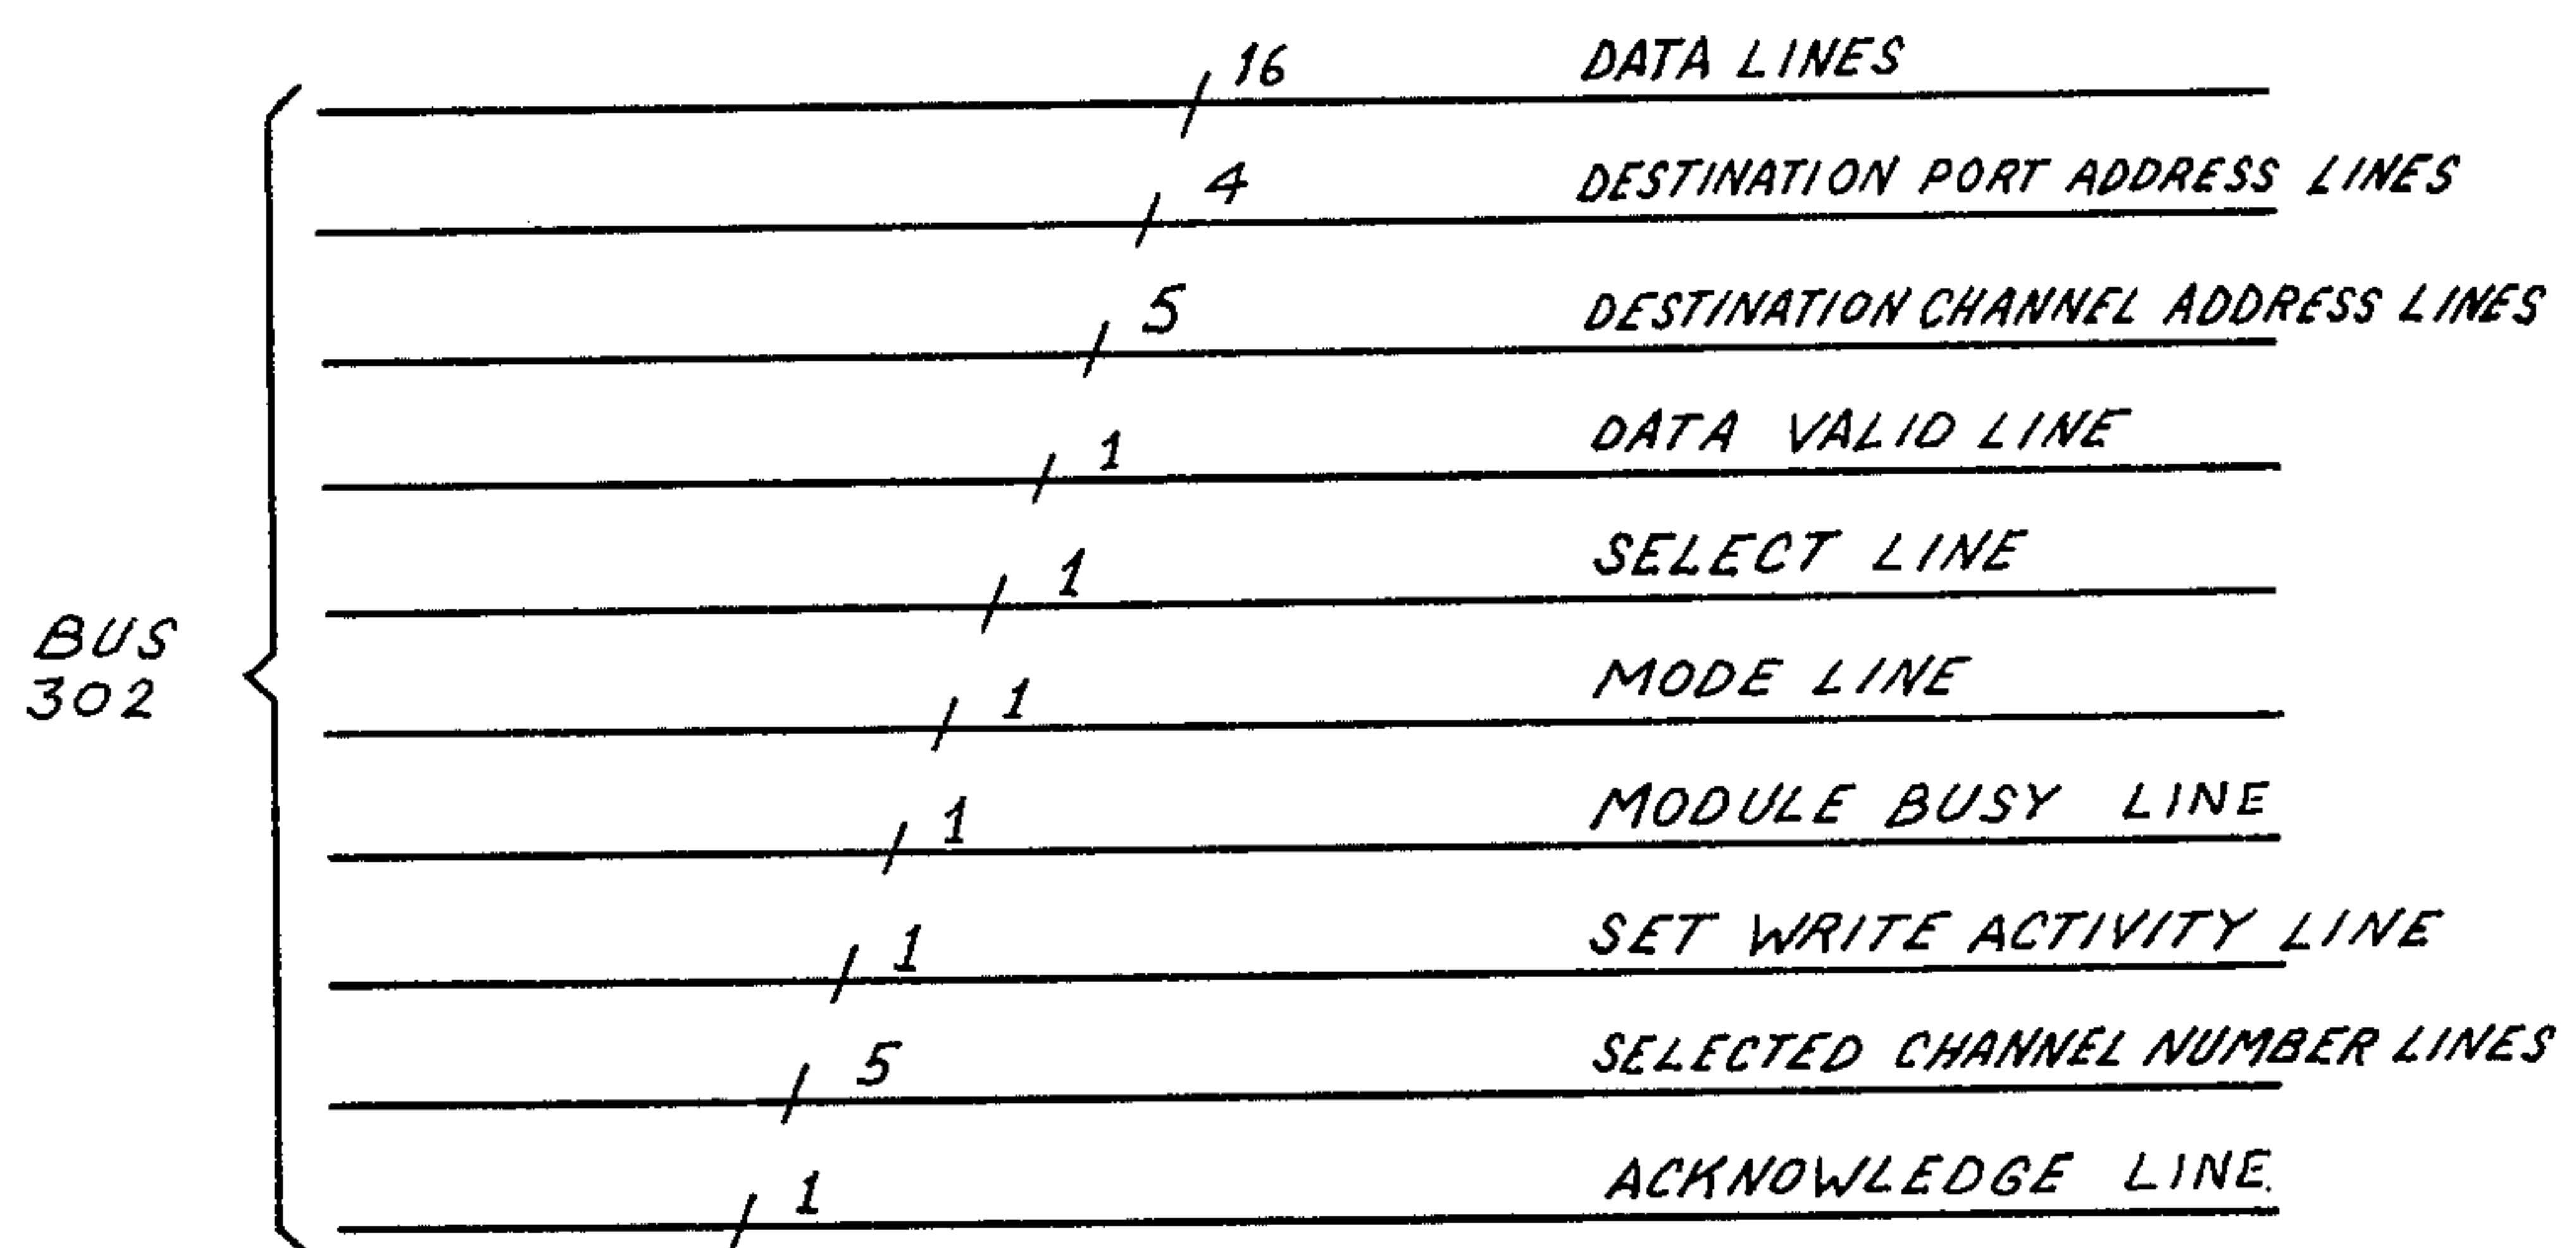 16 DATA LINES
4 DESTINATION PORT ADDRESS LINES
5 DESTINATION CHANNEL ADDRESS LINES
1 DATA VALID LINE
1 SELECT LINE
BUS
302
1 MODE LINE
1 MODULE BUSY LINE
1 SET WRITE ACTIVITY LINE
5 SELECTED CHANNEL NUMBER LINES
1 ACKNOWLEDGE LINE